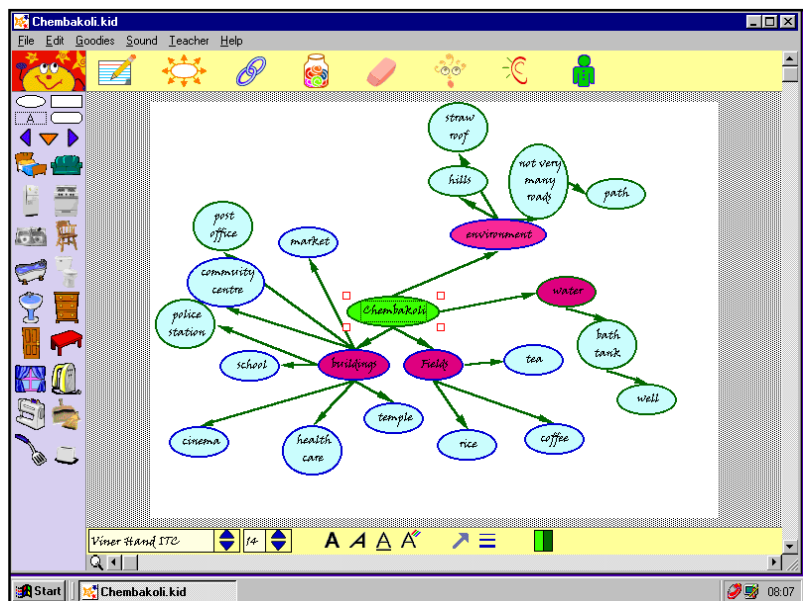 Chembakoli.kid
File Edit Goodies Sound Teacher Help
A
straw
roof
hills
not very
many
roads
path
environment
post
office
market
commuity
centre
police
station
Chembakoli
water
bath
tank
well
school
buildings
Fields
tea
temple
cinema
health
care
rice
coffee
Viner Hand ITC 14 A A A A
Start Chembakoli.kid 08:07